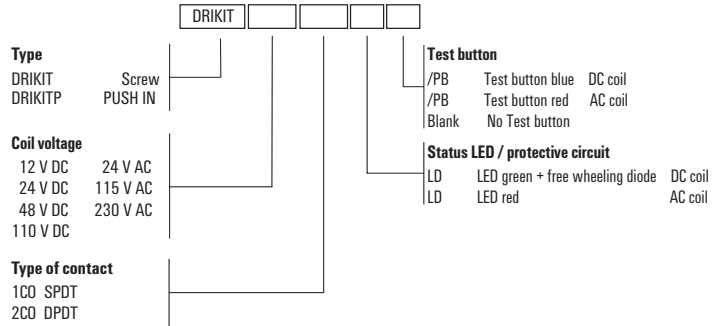 DRIKIT
Type
DRIKIT Screw
DRIKITP PUSH IN
Coil voltage
12 V DC 24 V AC
24 V DC 115 V AC
48 V DC 230 V AC
110 V DC
Type of contact
1CO SPDT
2CO DPDT
Test button
/PB Test button blue DC coil
/PB Test button red AC coil
Blank No Test button
Status LED / protective circuit
LD LED green + free wheeling diode DC coil
LD LED red AC coil